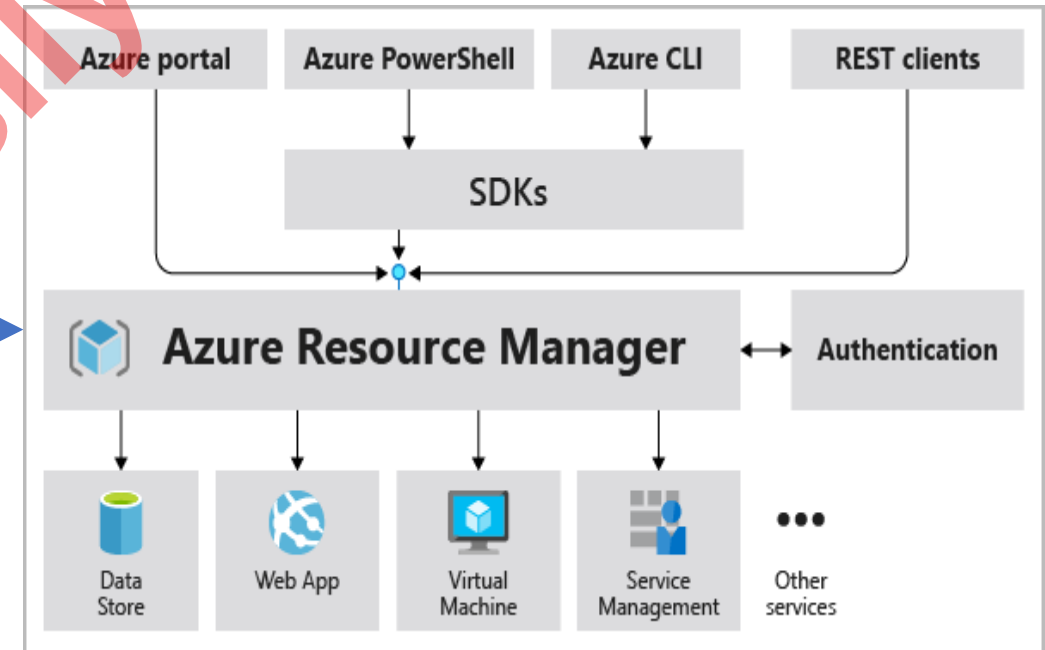 Azure portal
Azure PowerShell
Azure CLI
REST clients
SDKs
Azure Resource Manager
Authentication
Data
Store
Web App
Virtual
Machine
Service
Management
Other
services